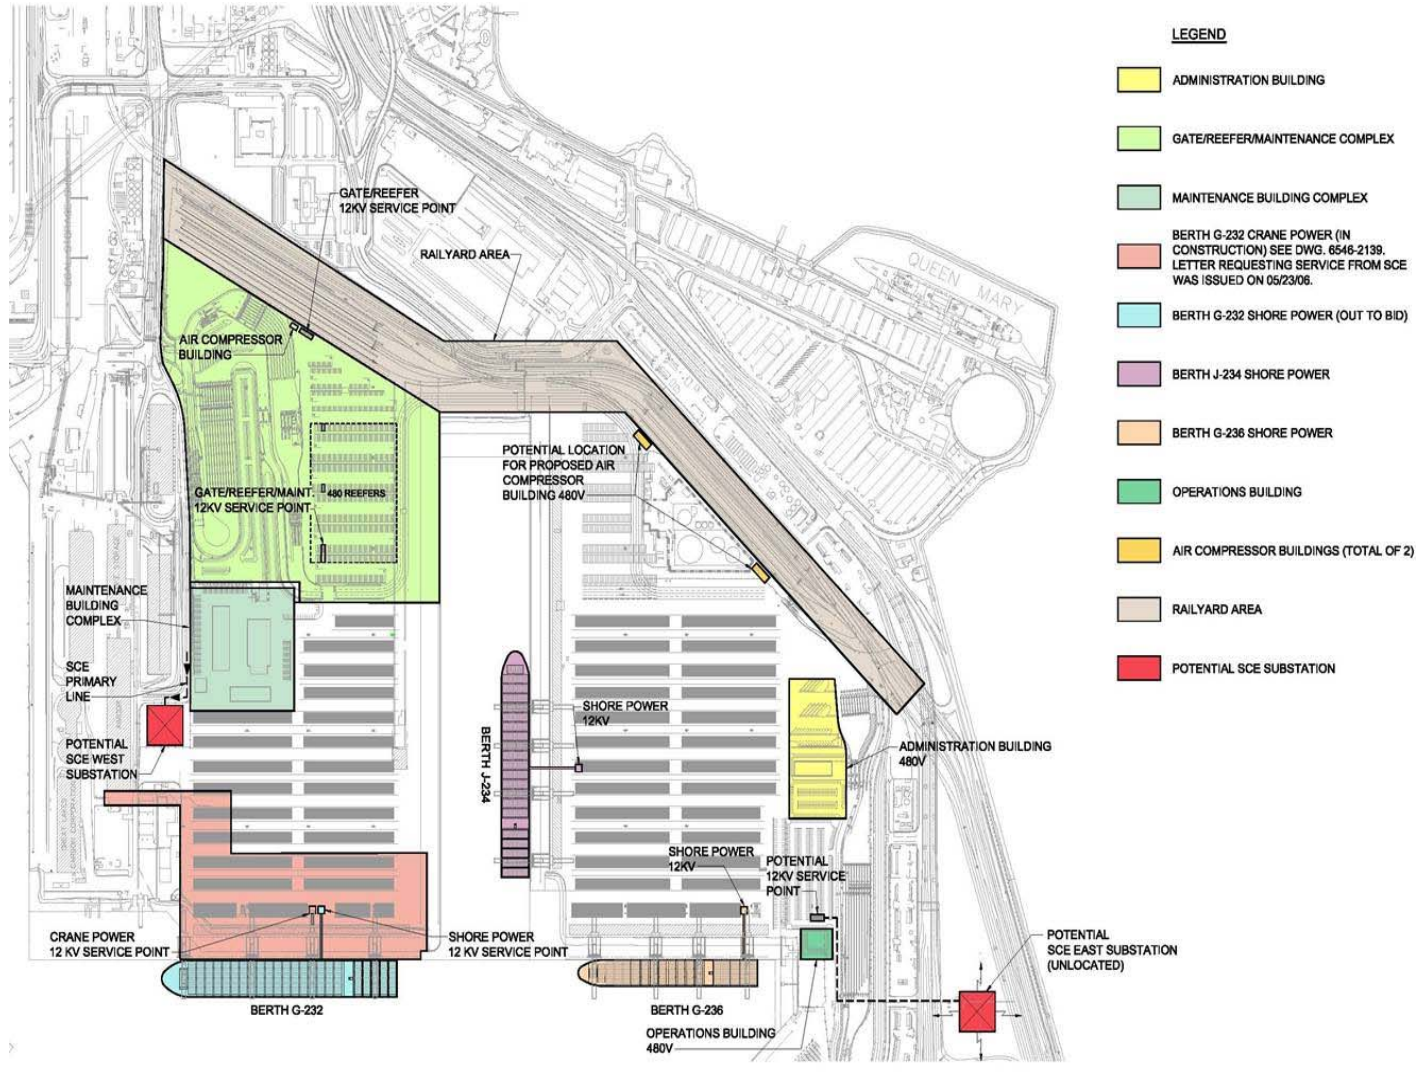 LEGEND
ADMINISTRATION BUILDING
GATE/REEFER/MAINTENANCE COMPLEX
MAINTENANCE BUILDING COMPLEX
BERTH G-232 CRANE POWER (IN
CONSTRUCTION) SEE DWG. 6546-2139.
LETTER REQUESTING SERVICE FROM SCE
WAS ISSUED ON 05/23/06.
BERTH G-232 SHORE POWER (OUT TO BID)
BERTH J-234 SHORE POWER
BERTH G-236 SHORE POWER
OPERATIONS BUILDING
AIR COMPRESSOR BUILDINGS (TOTAL OF 2)
RAILYARD AREA
POTENTIAL SCE SUBSTATION
GATE/REEFER
12KV SERVICE POINT
RAILYARD AREA
QUEEN MARY
AIR COMPRESSOR
BUILDING
POTENTIAL LOCATION
FOR PROPOSED AIR
COMPRESSOR
BUILDING 480V
GATE/REEFER/MAINT.
12KV SERVICE POINT
480 REEFERS
MAINTENANCE
BUILDING
COMPLEX
SCE
PRIMARY
LINE
POTENTIAL
SCE WEST
SUBSTATION
GREAT LAKES
CARBON CORPORATION
BERTH J-234
SHORE POWER
12KV
ADMINISTRATION BUILDING
480V
SHORE POWER
12KV
POTENTIAL
12KV SERVICE
POINT
CRANE POWER
12 KV SERVICE POINT
SHORE POWER
12 KV SERVICE POINT
POTENTIAL
SCE EAST SUBSTATION
(UNLOCATED)
BERTH G-232
BERTH G-236
OPERATIONS BUILDING
480V